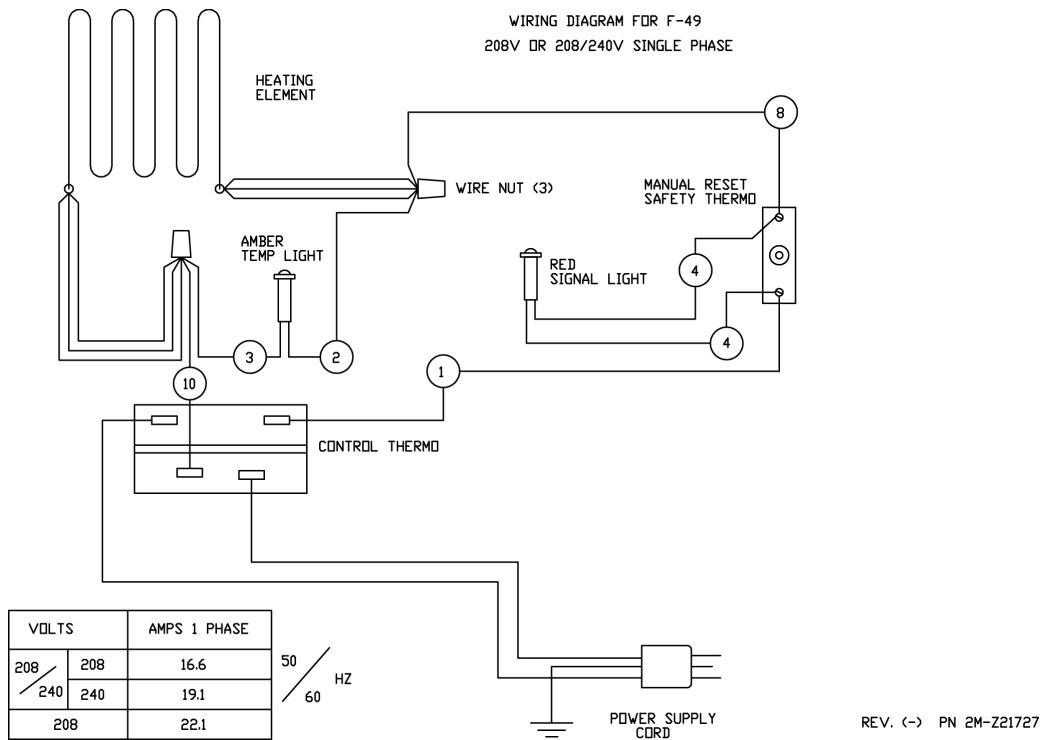 WIRING DIAGRAM FOR F-49
208V OR 208/240V SINGLE PHASE
HEATING
ELEMENT
8
WIRE NUT (3)
MANUAL RESET
SAFETY THERMO
AMBER
TEMP LIGHT
RED
SIGNAL LIGHT
4
4
3
2
1
10
CONTROL THERMO
VOLTS AMPS 1 PHASE
208/240 208 16.6
240 19.1
208 22.1
50/60 HZ
POWER SUPPLY
CORD
REV. (-) PN 2M-Z21727